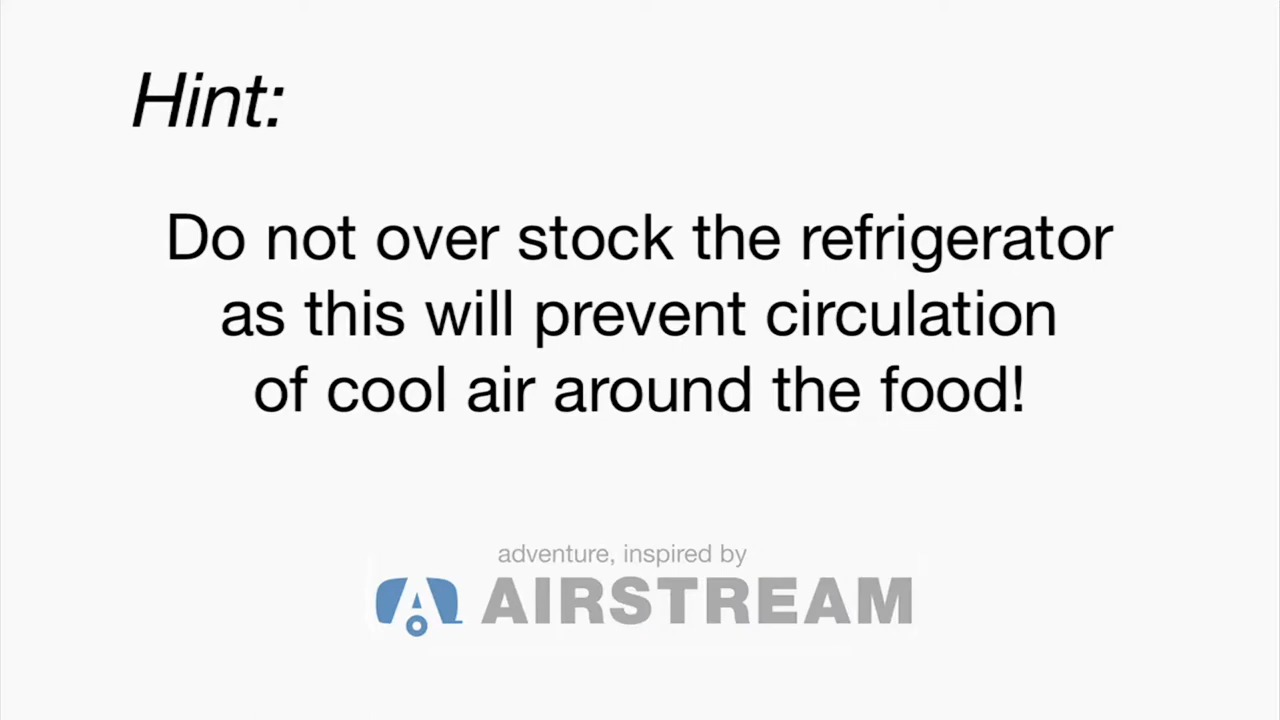 Hint:
Do not over stock the refrigerator
as this will prevent circulation
of cool air around the food!
adventure, inspired by
A AIRSTREAM